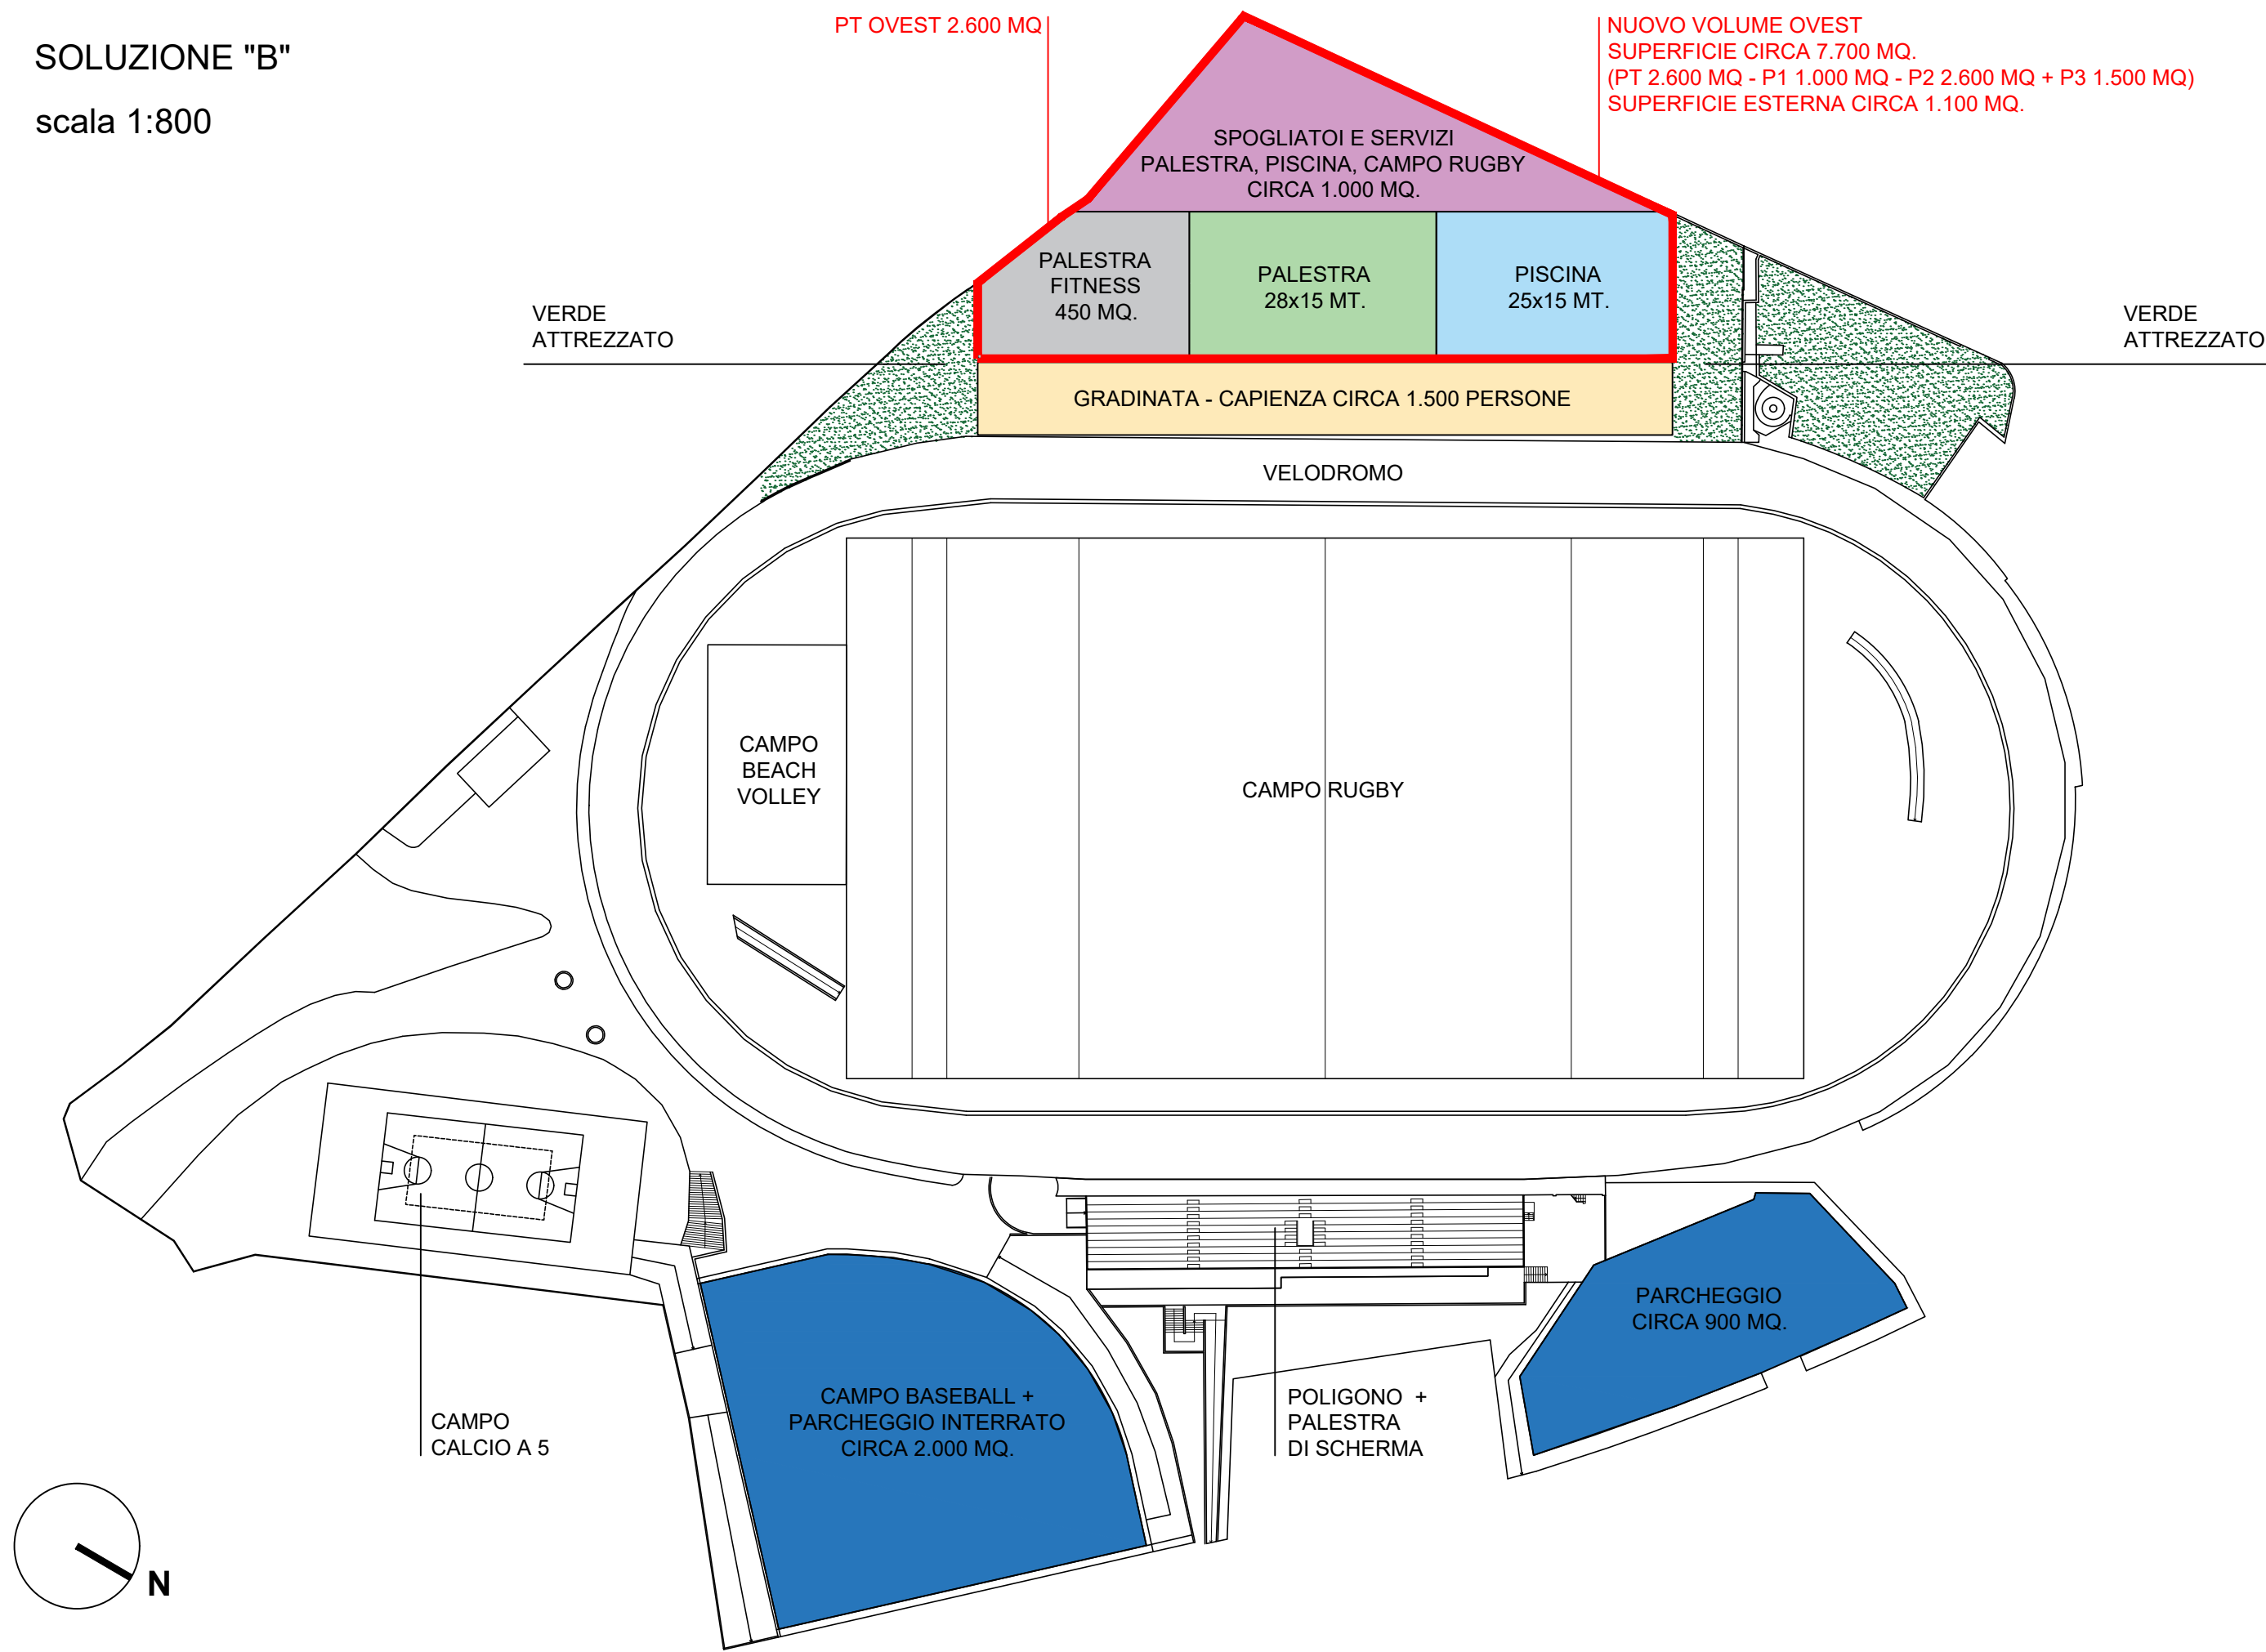 SOLUZIONE "B"
scala 1:800
PT OVEST 2.600 MQ
NUOVO VOLUME OVEST
SUPERFICIE CIRCA 7.700 MQ.
(PT 2.600 MQ - P1 1.000 MQ - P2 2.600 MQ + P3 1.500 MQ)
SUPERFICIE ESTERNA CIRCA 1.100 MQ.
SPOGLIATOI E SERVIZI
PALESTRA, PISCINA, CAMPO RUGBY
CIRCA 1.000 MQ.
PALESTRA
FITNESS
450 MQ.
PALESTRA
28x15 MT.
PISCINA
25x15 MT.
VERDE
ATTREZZATO
VERDE
ATTREZZATO
GRADINATA - CAPIENZA CIRCA 1.500 PERSONE
VELODROMO
CAMPO
BEACH
VOLLEY
CAMPO RUGBY
PARCHEGGIO
CIRCA 900 MQ.
CAMPO BASEBALL +
PARCHEGGIO INTERRATO
CIRCA 2.000 MQ.
CAMPO
CALCIO A 5
POLIGONO +
PALESTRA
DI SCHERMA
N